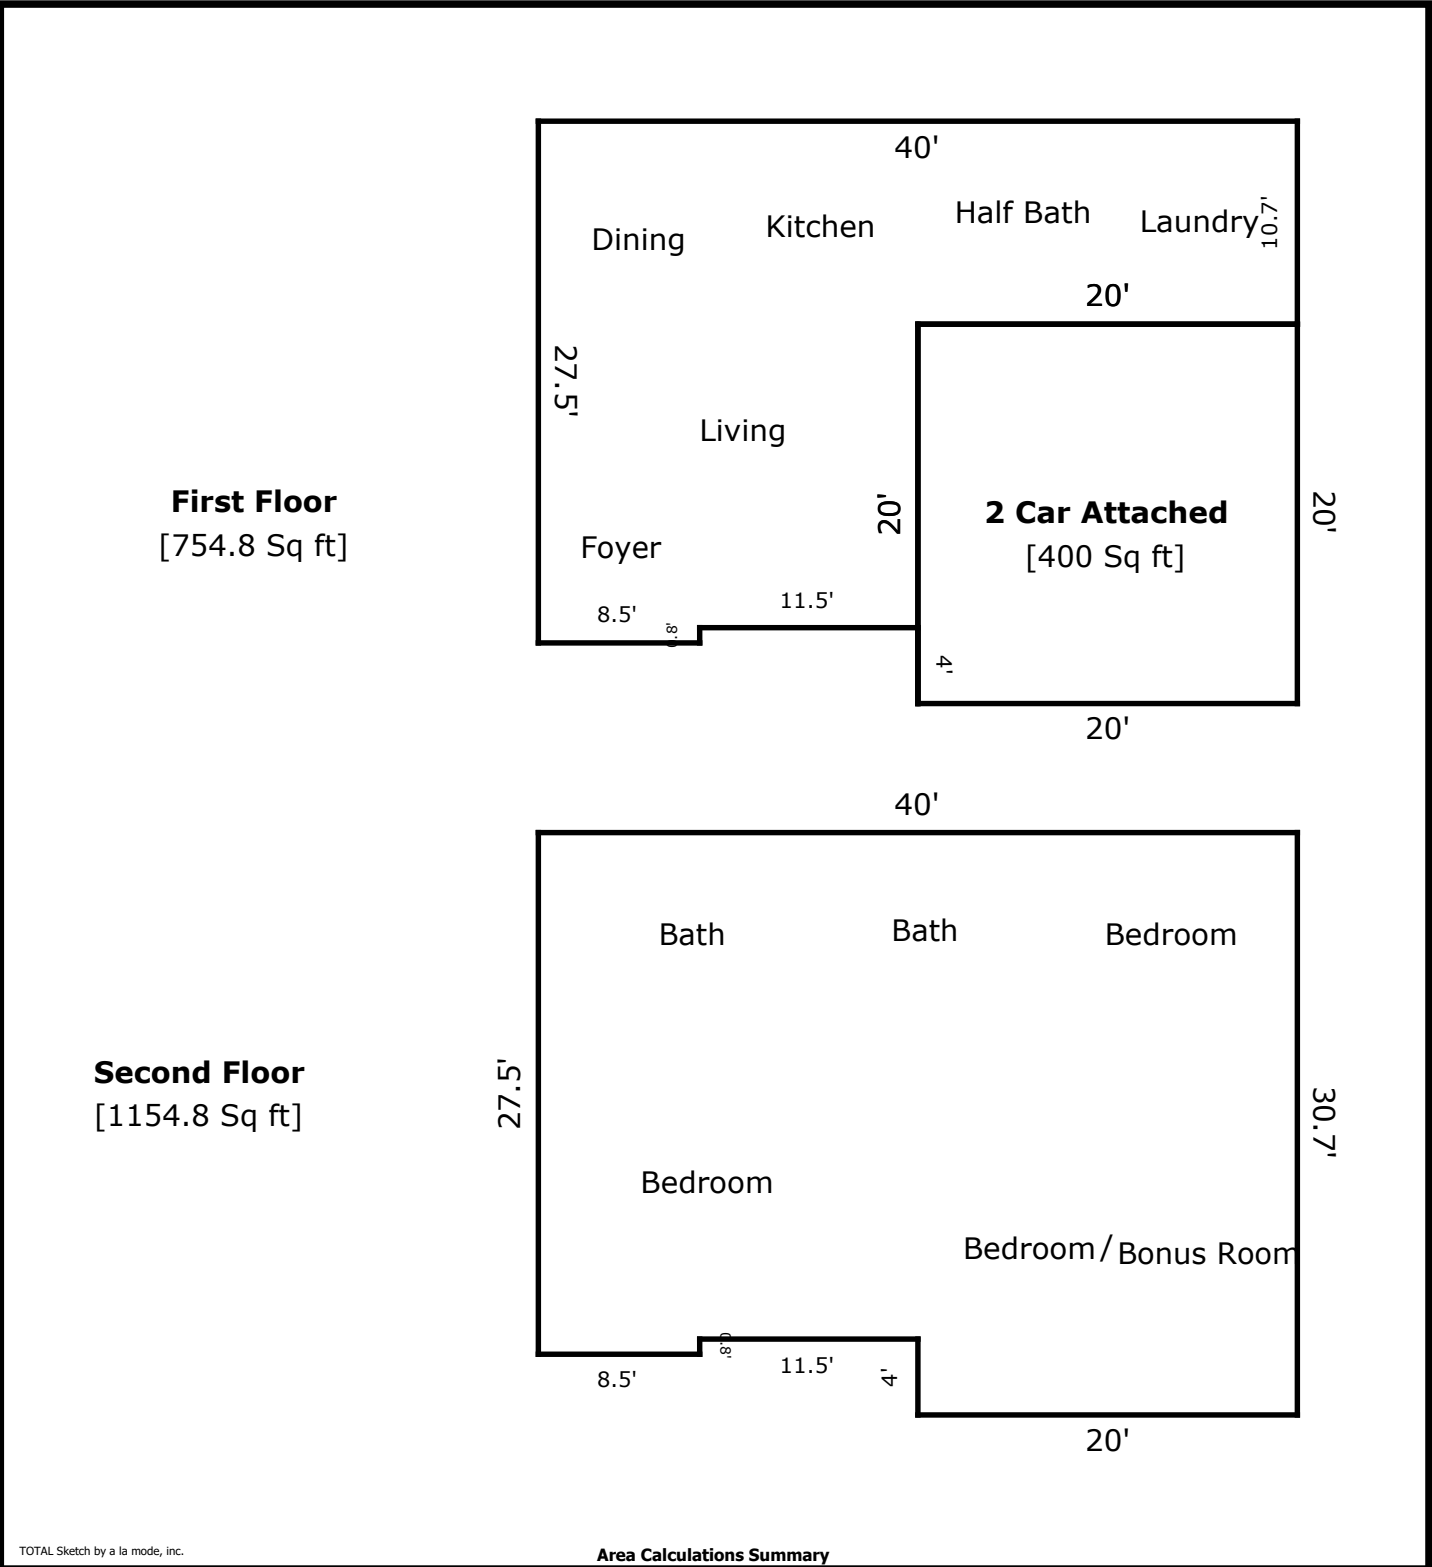 40'
Half Bath
Laundry
10.7'
Kitchen
Dining
20'
27.5'
Living
First Floor
[754.8 Sq ft]
20'
2 Car Attached
[400 Sq ft]
20'
Foyer
8.5'
0.8'
11.5'
4'
20'
40'
Bath
Bath
Bedroom
Second Floor
[1154.8 Sq ft]
27.5'
30.7'
Bedroom
Bedroom/Bonus Room
8.5'
0.8'
11.5'
4'
20'
TOTAL Sketch by a la mode, inc.
Area Calculations Summary